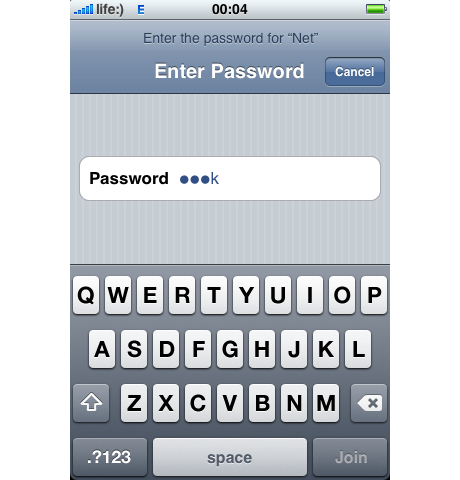 life:) E 00:04
Enter the password for “Net”
Enter Password Cancel
Password ●●●k
Q W E R T Y U I O P
A S D F G H J K L
Z X C V B N M
.?123 space Join